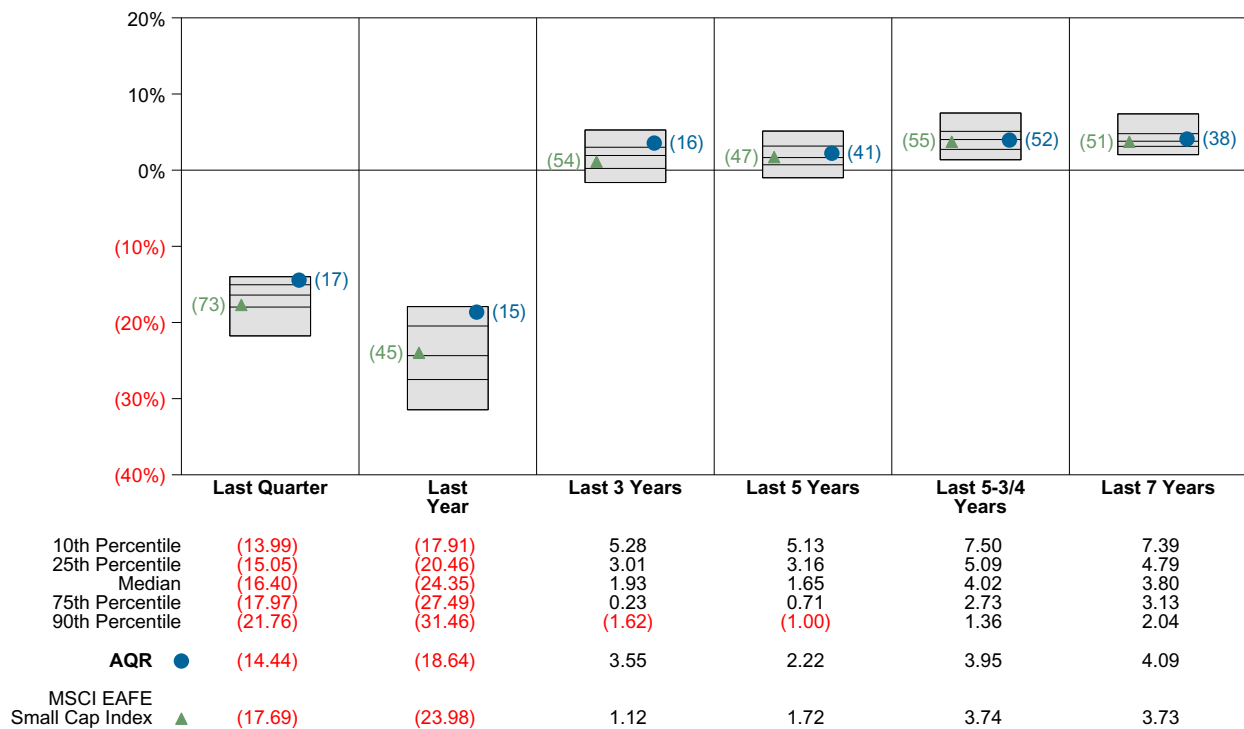 20%
10%
0%
(10%)
(20%)
(30%)
(40%)
(73) (17)
(45) (15)
(54) (16)
(47) (41)
(55) (52)
(51) (38)
Last Quarter Last Year Last 3 Years Last 5 Years Last 5-3/4 Years Last 7 Years
10th Percentile (13.99) (17.91) 5.28 5.13 7.50 7.39
25th Percentile (15.05) (20.46) 3.01 3.16 5.09 4.79
Median (16.40) (24.35) 1.93 1.65 4.02 3.80
75th Percentile (17.97) (27.49) 0.23 0.71 2.73 3.13
90th Percentile (21.76) (31.46) (1.62) (1.00) 1.36 2.04
AQR (14.44) (18.64) 3.55 2.22 3.95 4.09
MSCI EAFE
Small Cap Index (17.69) (23.98) 1.12 1.72 3.74 3.73